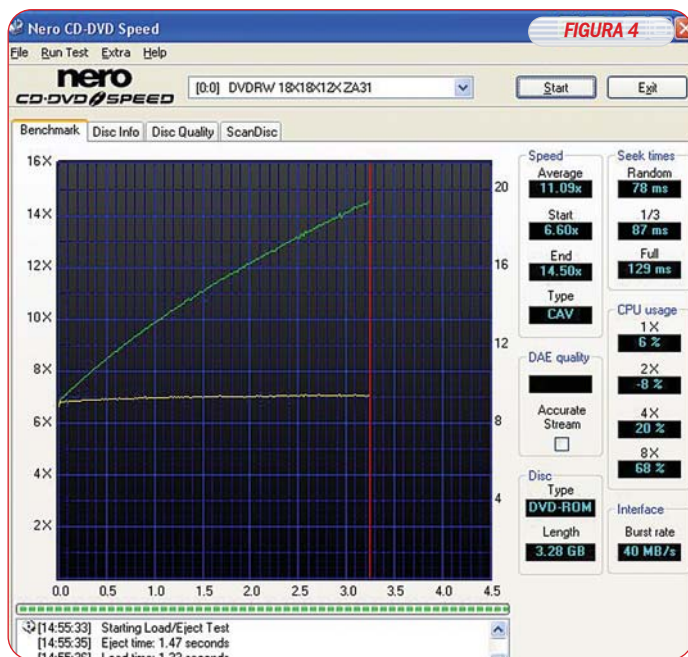 Nero CD-DVD Speed
FIGURA 4
File Run Test Extra Help
nero
CD·DVD SPEED
[0:0] DVDRW 18X18X12X ZA31
Start
Exit
Benchmark
Disc Info
Disc Quality
ScanDisc
16X
14X
12X
10X
8X
6X
4X
2X
20
16
12
8
4
0.0 0.5 1.0 1.5 2.0 2.5 3.0 3.5 4.0 4.5
Speed
Average
11.09x
Start
6.60x
End
14.50x
Type
CAV
DAE quality
Accurate
Stream
Disc
Type
DVD-ROM
Length
3.28 GB
Seek times
Random
78 ms
1/3
87 ms
Full
129 ms
CPU usage
1X
6 %
2X
-8 %
4X
20 %
8X
68 %
Interface
Burst rate
40 MB/s
[14:55:33] Starting Load/Eject Test
[14:55:35] Eject time: 1.47 seconds